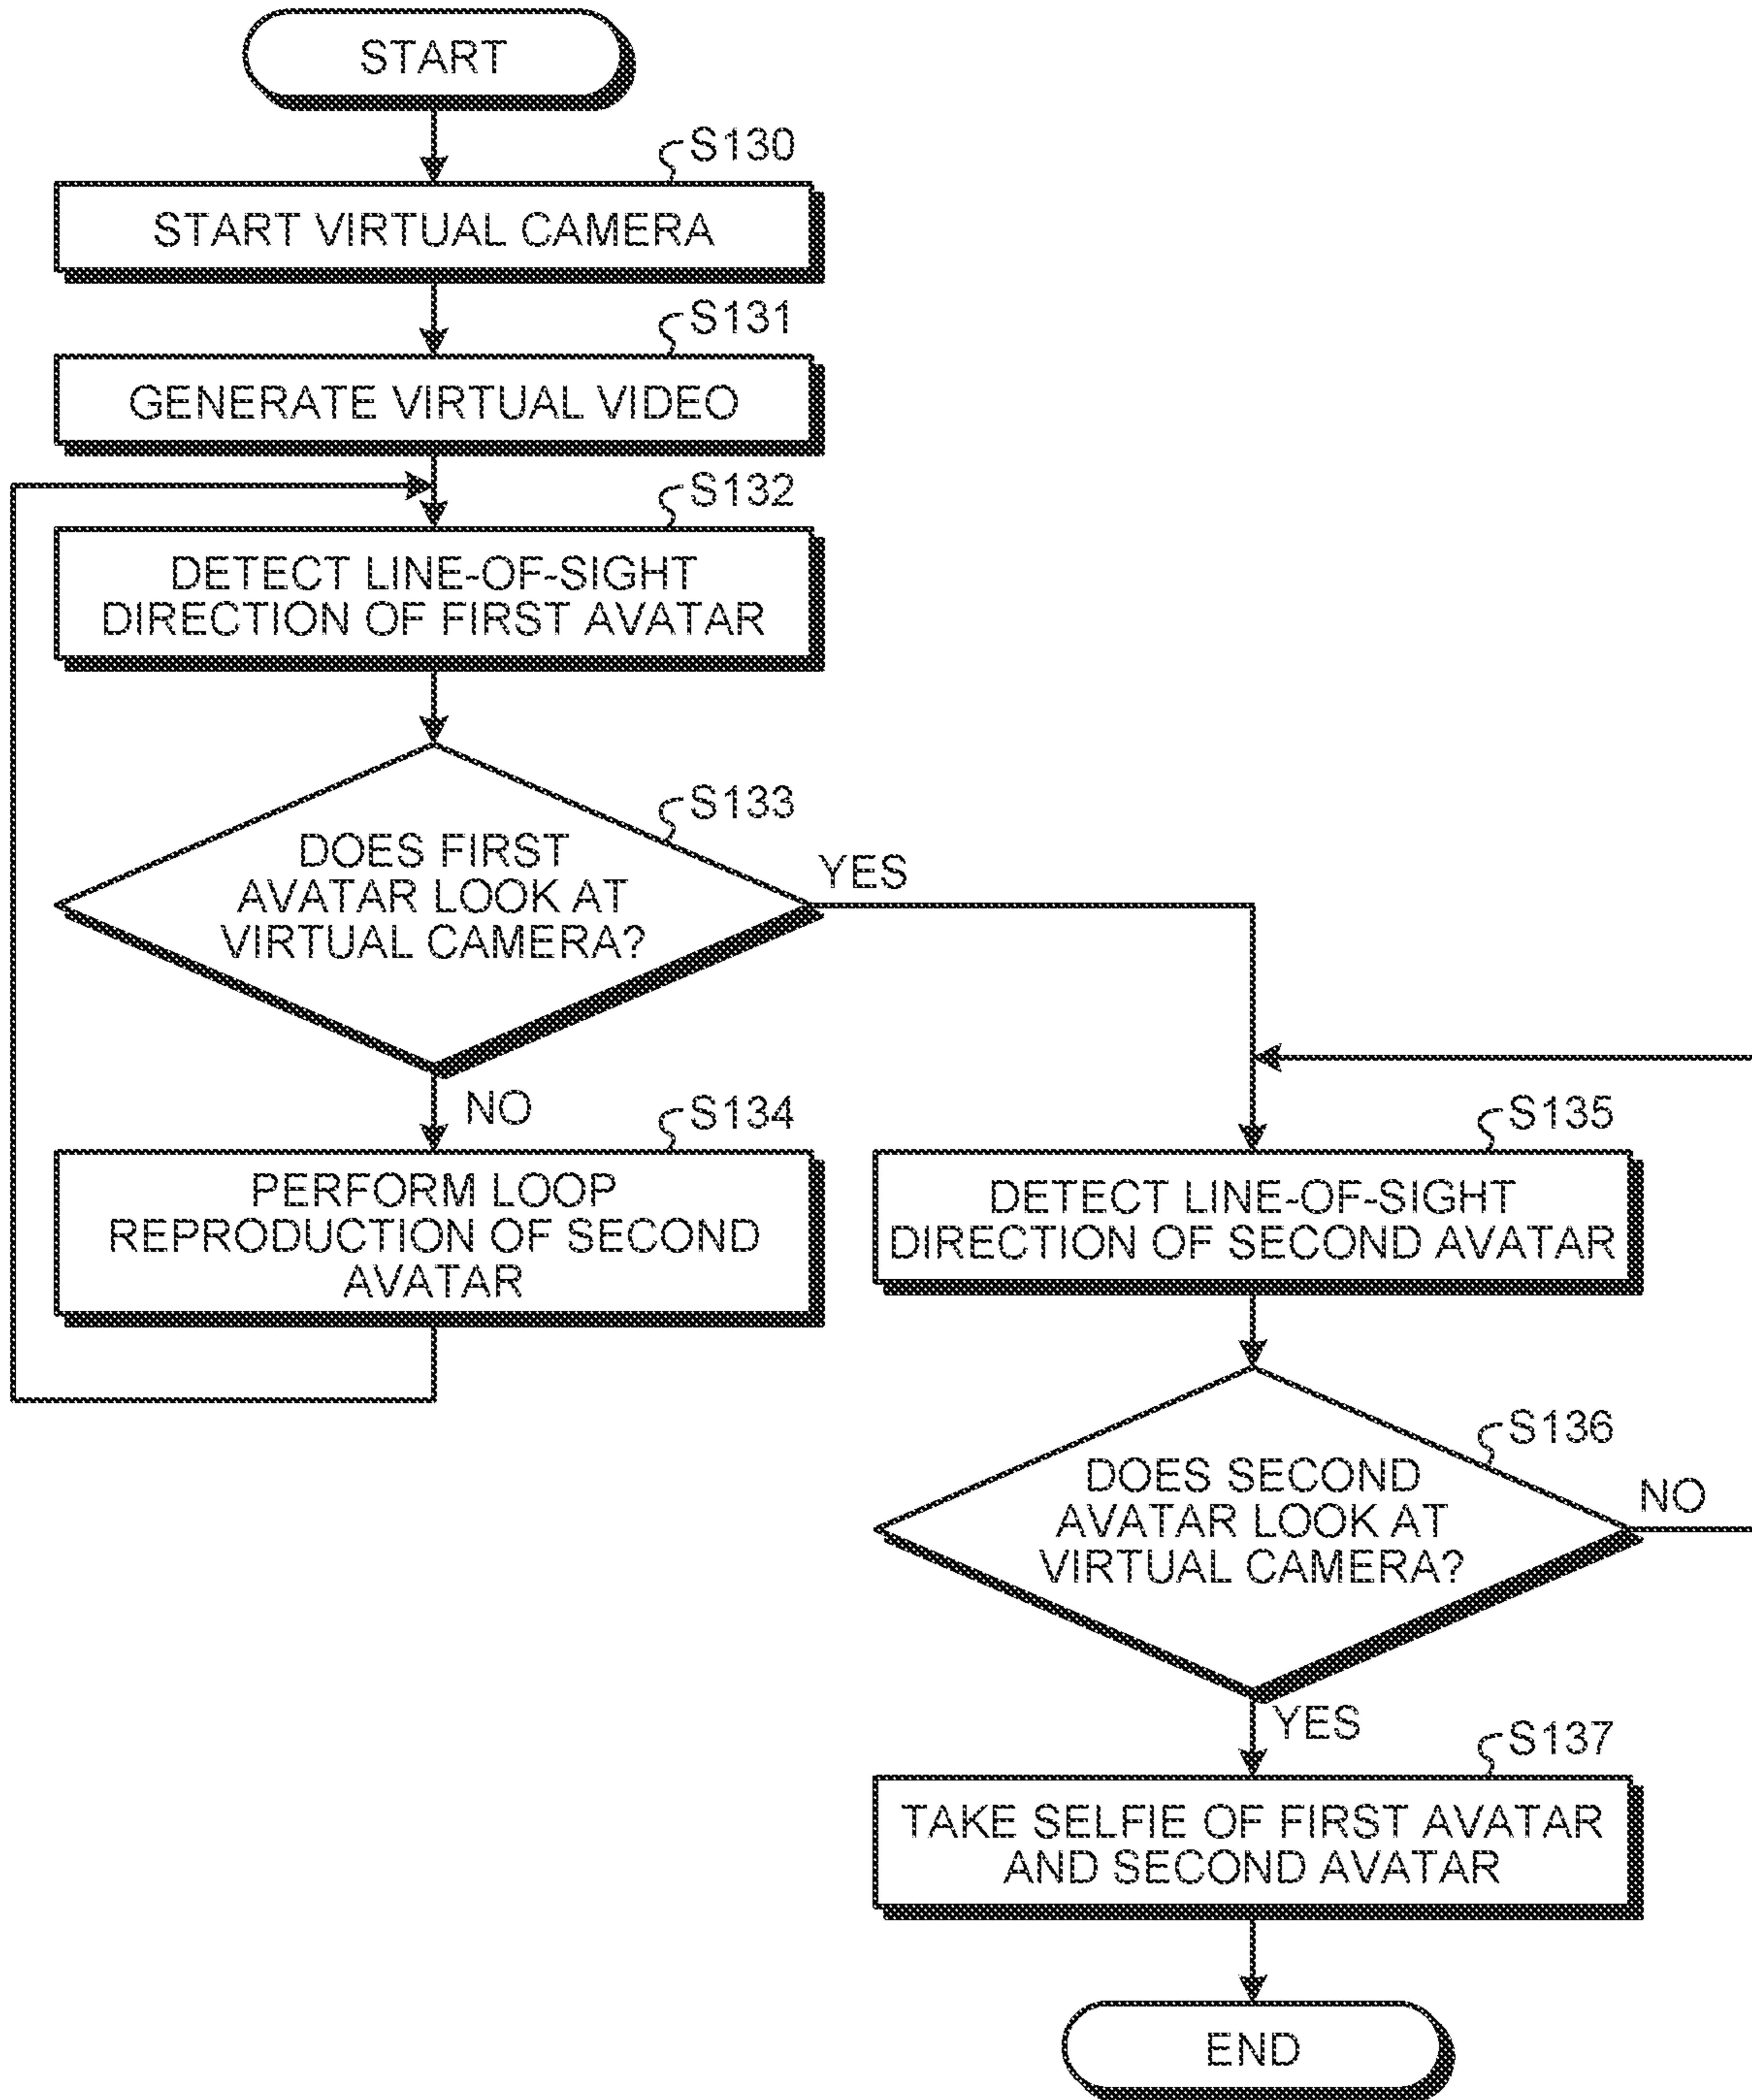 START
S130
START VIRTUAL CAMERA
S131
GENERATE VIRTUAL VIDEO
S132
DETECT LINE-OF-SIGHT
DIRECTION OF FIRST AVATAR
S133
DOES FIRST
AVATAR LOOK AT
VIRTUAL CAMERA?
YES
NO
S134
PERFORM LOOP
REPRODUCTION OF SECOND
AVATAR
S135
DETECT LINE-OF-SIGHT
DIRECTION OF SECOND AVATAR
S136
DOES SECOND
AVATAR LOOK AT
VIRTUAL CAMERA?
NO
YES
S137
TAKE SELFIE OF FIRST AVATAR
AND SECOND AVATAR
END